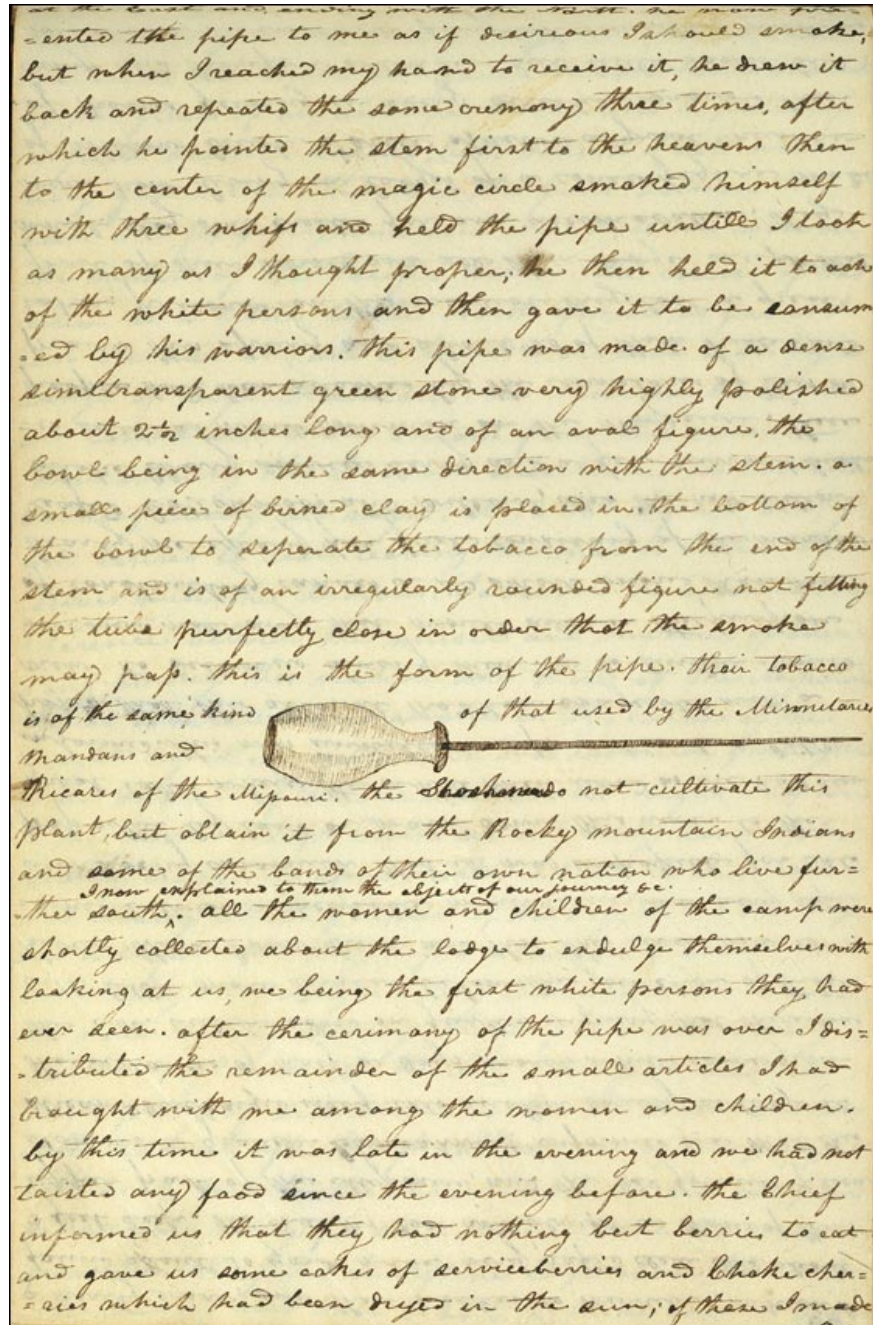 at the East and ending with the North. he now pre
=ented the pipe to me as if desirious I should smoke,
but when I reached my hand to receive it, he drew it
back and repeated the same cremony three times, after
which he pointed the stem first to the heavens then
to the center of the magic circle smoked himself
with three whifs and held the pipe untill I took
as many as I thought proper; he then held it to each
of the white persons and then gave it to be consum
=ed by his warriors. this pipe was made of a dense
simitransparent green stone very highly polished
about 2 1/2 inches long and of an oval figure, the
bowl being in the same direction with the stem. a
small piece of birned clay is placed in the bottom of
the bowl to seperate the tobacco from the end of the
stem and is of an irregularly rounded figure not fitting
the tube purfectly close in order that the smoke
may pass. this is the form of the pipe. their tobacco
is of the same kind of that used by the Minnetares
Mandans and
Ricares of the Missouri. the Shoshonees do not cultivate this
plant, but obtain it from the Rocky mountain Indians
and some of the bands of their own nation who live fur=
I now explained to them the objects of our journey &c.
=ther south. all the women and children of the camp were
shortly collected about the lodge to endulge themselves with
looking at us, we being the first white persons they had
ever seen. after the cerimony of the pipe was over I dis=
=tributed the remainder of the small articles I had
brought with me among the women and children.
by this time it was late in the evening and we had not
taisted any food since the evening before. the Chief
informed us that they had nothing but berries to eat
and gave us some cakes of serviceberries and Choke cher=
=ries which had been dryed in the sun; of these I made